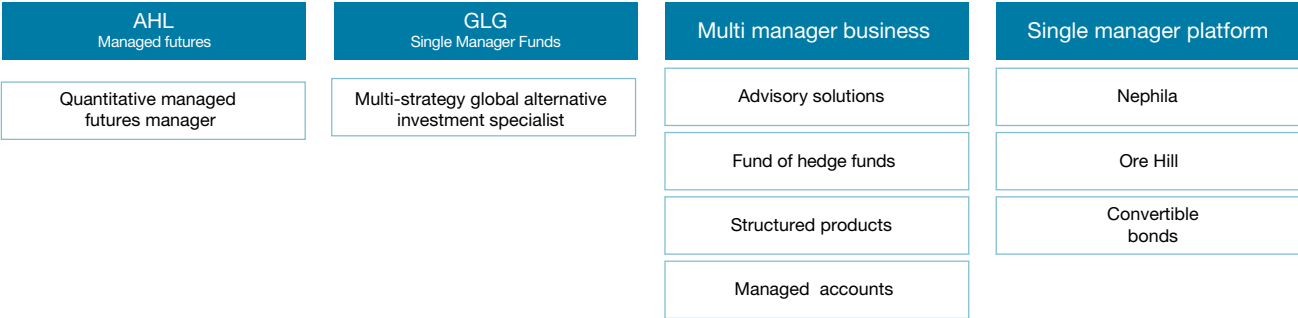 AHL
Managed futures
Quantitative managed
futures manager
GLG
Single Manager Funds
Multi-strategy global alternative
investment specialist
Multi manager business
Advisory solutions
Fund of hedge funds
Structured products
Managed accounts
Single manager platform
Nephila
Ore Hill
Convertible
bonds